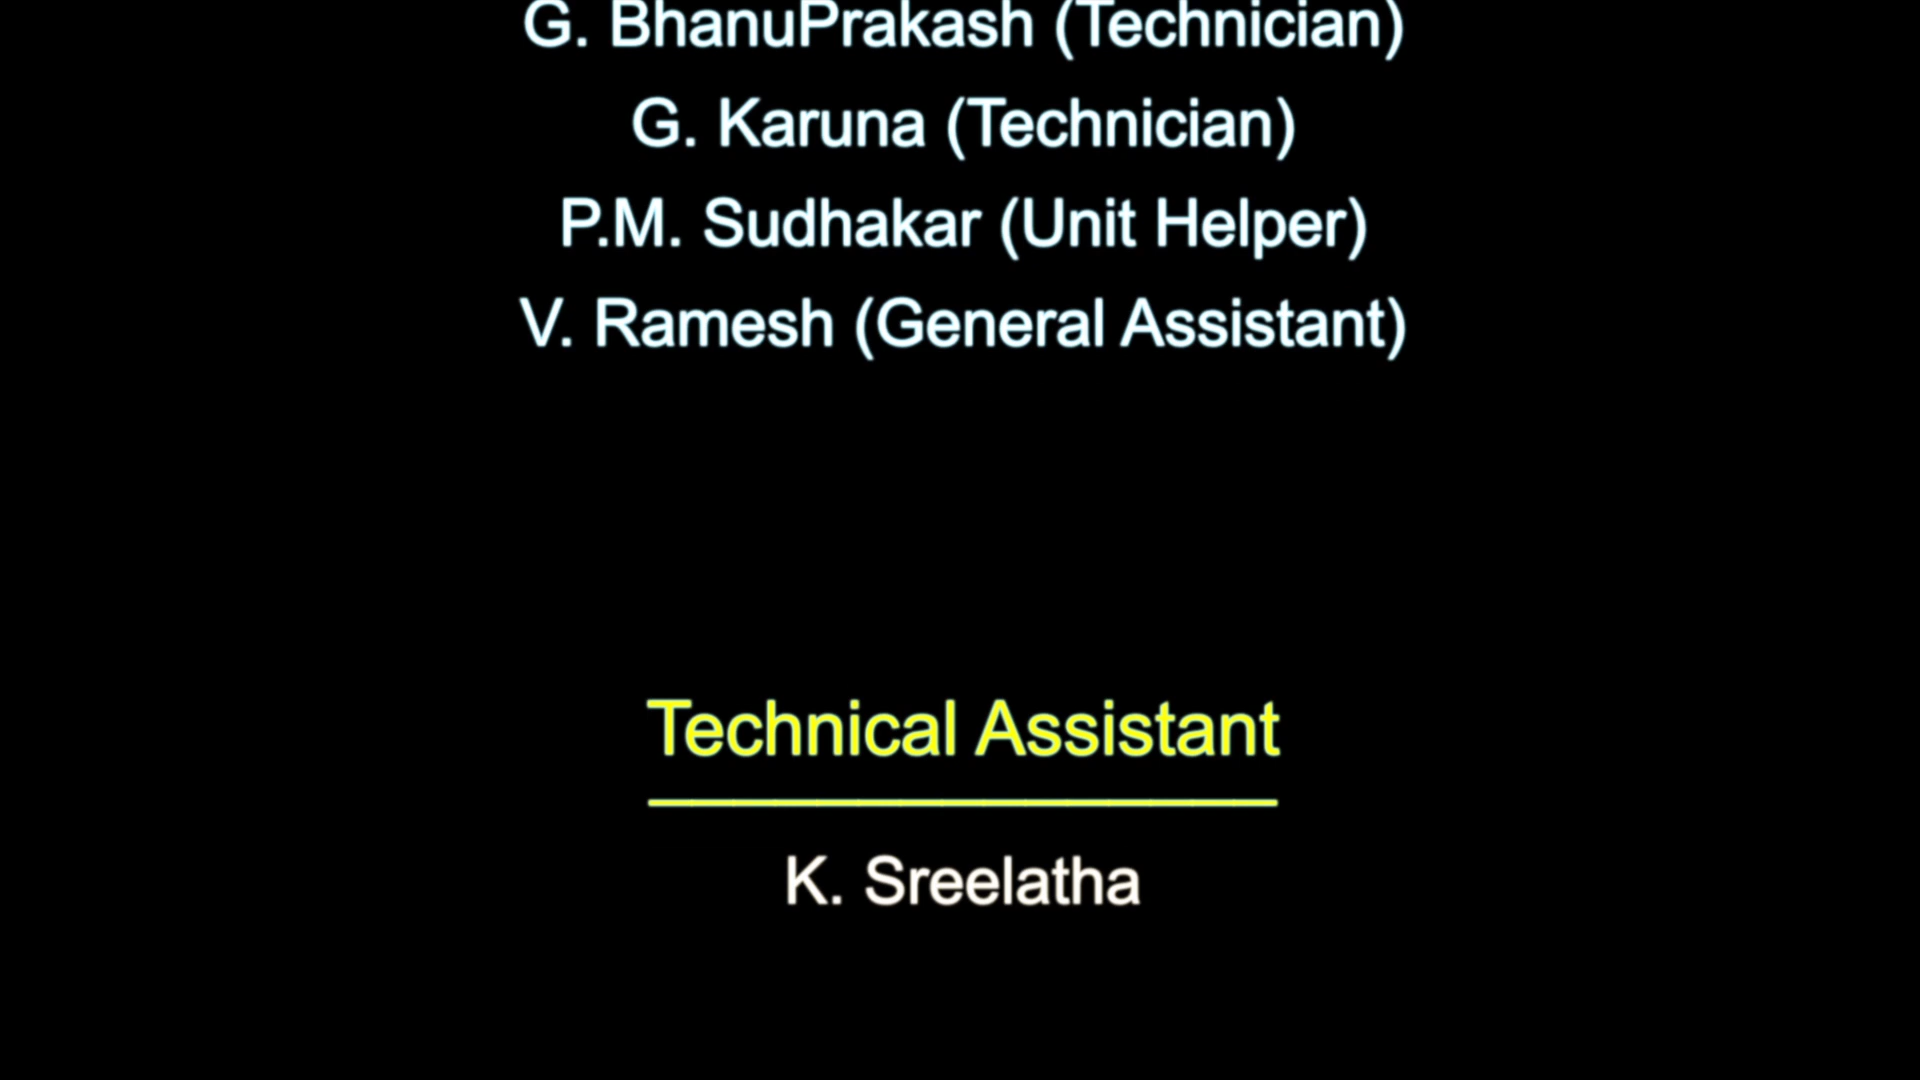 G. BhanuPrakash (Technician)
G. Karuna (Technician)
P.M. Sudhakar (Unit Helper)
V. Ramesh (General Assistant)
Technical Assistant
K. Sreelatha